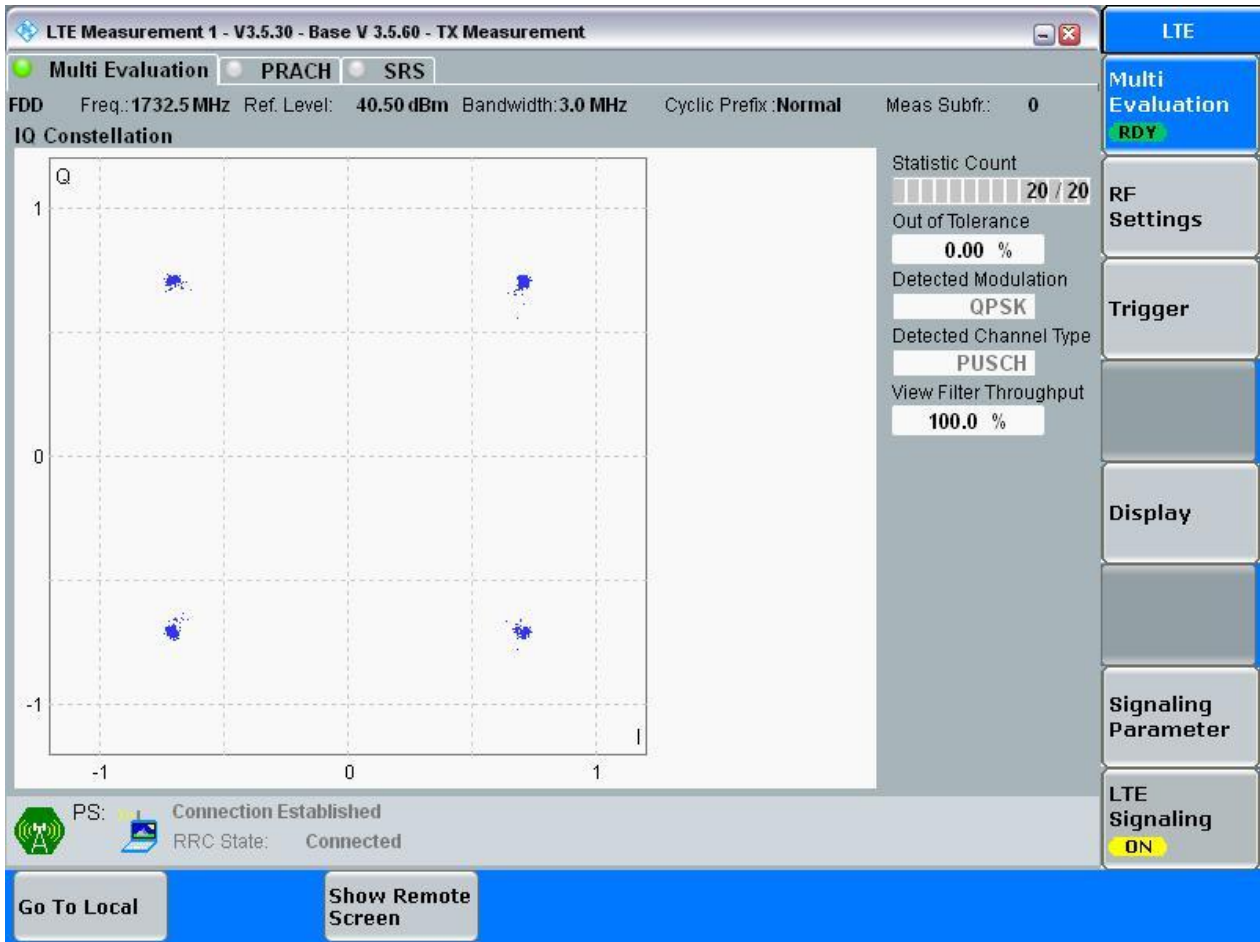 LTE Measurement 1 - V3.5.30 - Base V 3.5.60 - TX Measurement
LTE
Multi Evaluation PRACH SRS
FDD Freq.: 1732.5 MHz Ref. Level: 40.50 dBm Bandwidth: 3.0 MHz Cyclic Prefix : Normal Meas Subfr.: 0
IQ Constellation
Q
1
0
-1
-1 0 1
I
Statistic Count
20 / 20
Out of Tolerance
0.00 %
Detected Modulation
QPSK
Detected Channel Type
PUSCH
View Filter Throughput
100.0 %
Multi
Evaluation
RDY
RF
Settings
Trigger
Display
Signaling
Parameter
LTE
Signaling
ON
PS: Connection Established
RRC State: Connected
Go To Local
Show Remote
Screen